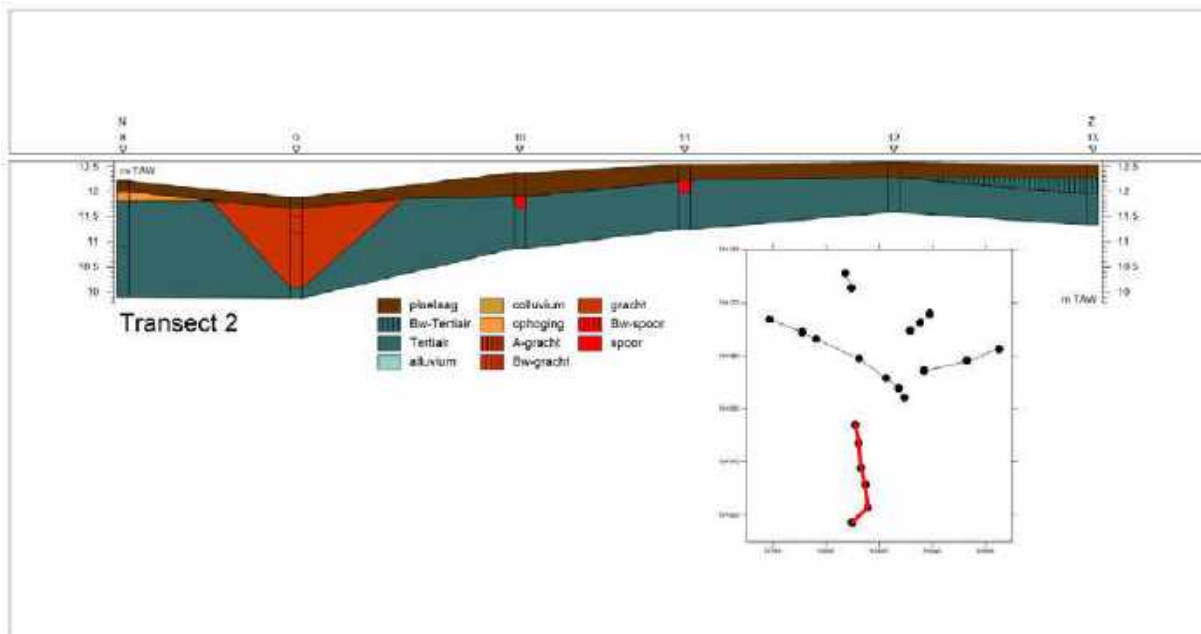 N Z
8 9 10 11 12 13
m TAW
12.5 12.5
12 12
11.5 11.5
11 11
10.5 10.5
10 10
m TAW
Transect 2
ploeglaag colluvium gracht
Bw-Tertiair ophoging Bw-spoor
Tertiair A-gracht spoor
alluvium Bw-gracht